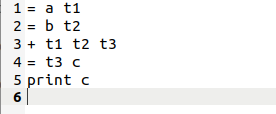 1 = a t1
2 = b t2
3 + t1 t2 t3
4 = t3 c
5 print c
6